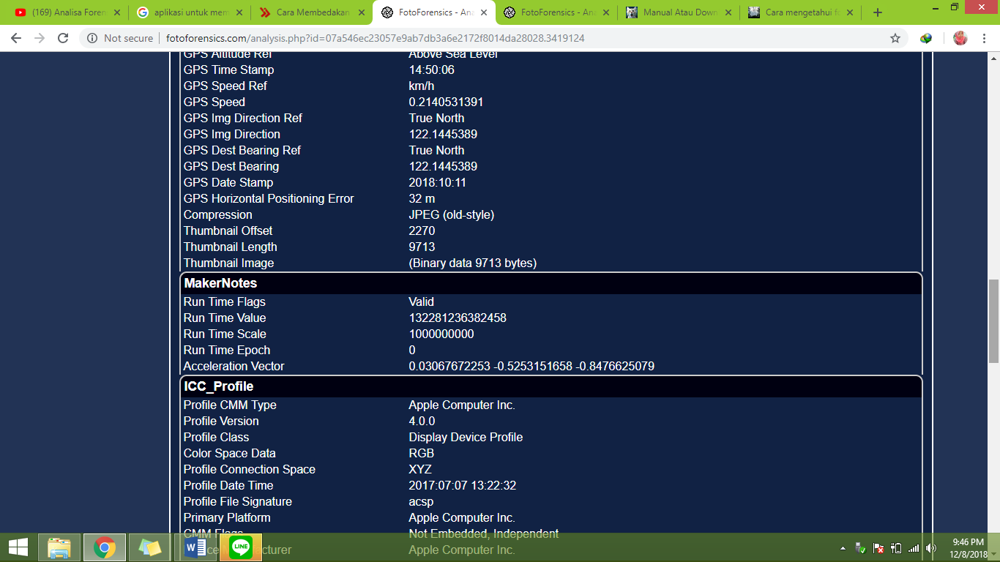 (169) Analisa Foren
aplikasi untuk mem
Cara Membedakan
FotoForensics - Ana
FotoForensics - Ana
Manual Atau Down
Cara mengetahui fu
Not secure
fotoforensics.com/analysis.php?id=07a546ec23057e9ab7db3a6e2172f8014da28028.3419124
GPS Altitude Ref Above Sea Level
GPS Time Stamp 14:50:06
GPS Speed Ref km/h
GPS Speed 0.2140531391
GPS Img Direction Ref True North
GPS Img Direction 122.1445389
GPS Dest Bearing Ref True North
GPS Dest Bearing 122.1445389
GPS Date Stamp 2018:10:11
GPS Horizontal Positioning Error 32 m
Compression JPEG (old-style)
Thumbnail Offset 2270
Thumbnail Length 9713
Thumbnail Image (Binary data 9713 bytes)
MakerNotes
Run Time Flags Valid
Run Time Value 132281236382458
Run Time Scale 1000000000
Run Time Epoch 0
Acceleration Vector 0.03067672253 -0.5253151658 -0.8476625079
ICC_Profile
Profile CMM Type Apple Computer Inc.
Profile Version 4.0.0
Profile Class Display Device Profile
Color Space Data RGB
Profile Connection Space XYZ
Profile Date Time 2017:07:07 13:22:32
Profile File Signature acsp
Primary Platform Apple Computer Inc.
CMM Flags Not Embedded, Independent
Apple Computer Inc.
LINE
9:46 PM
12/8/2018